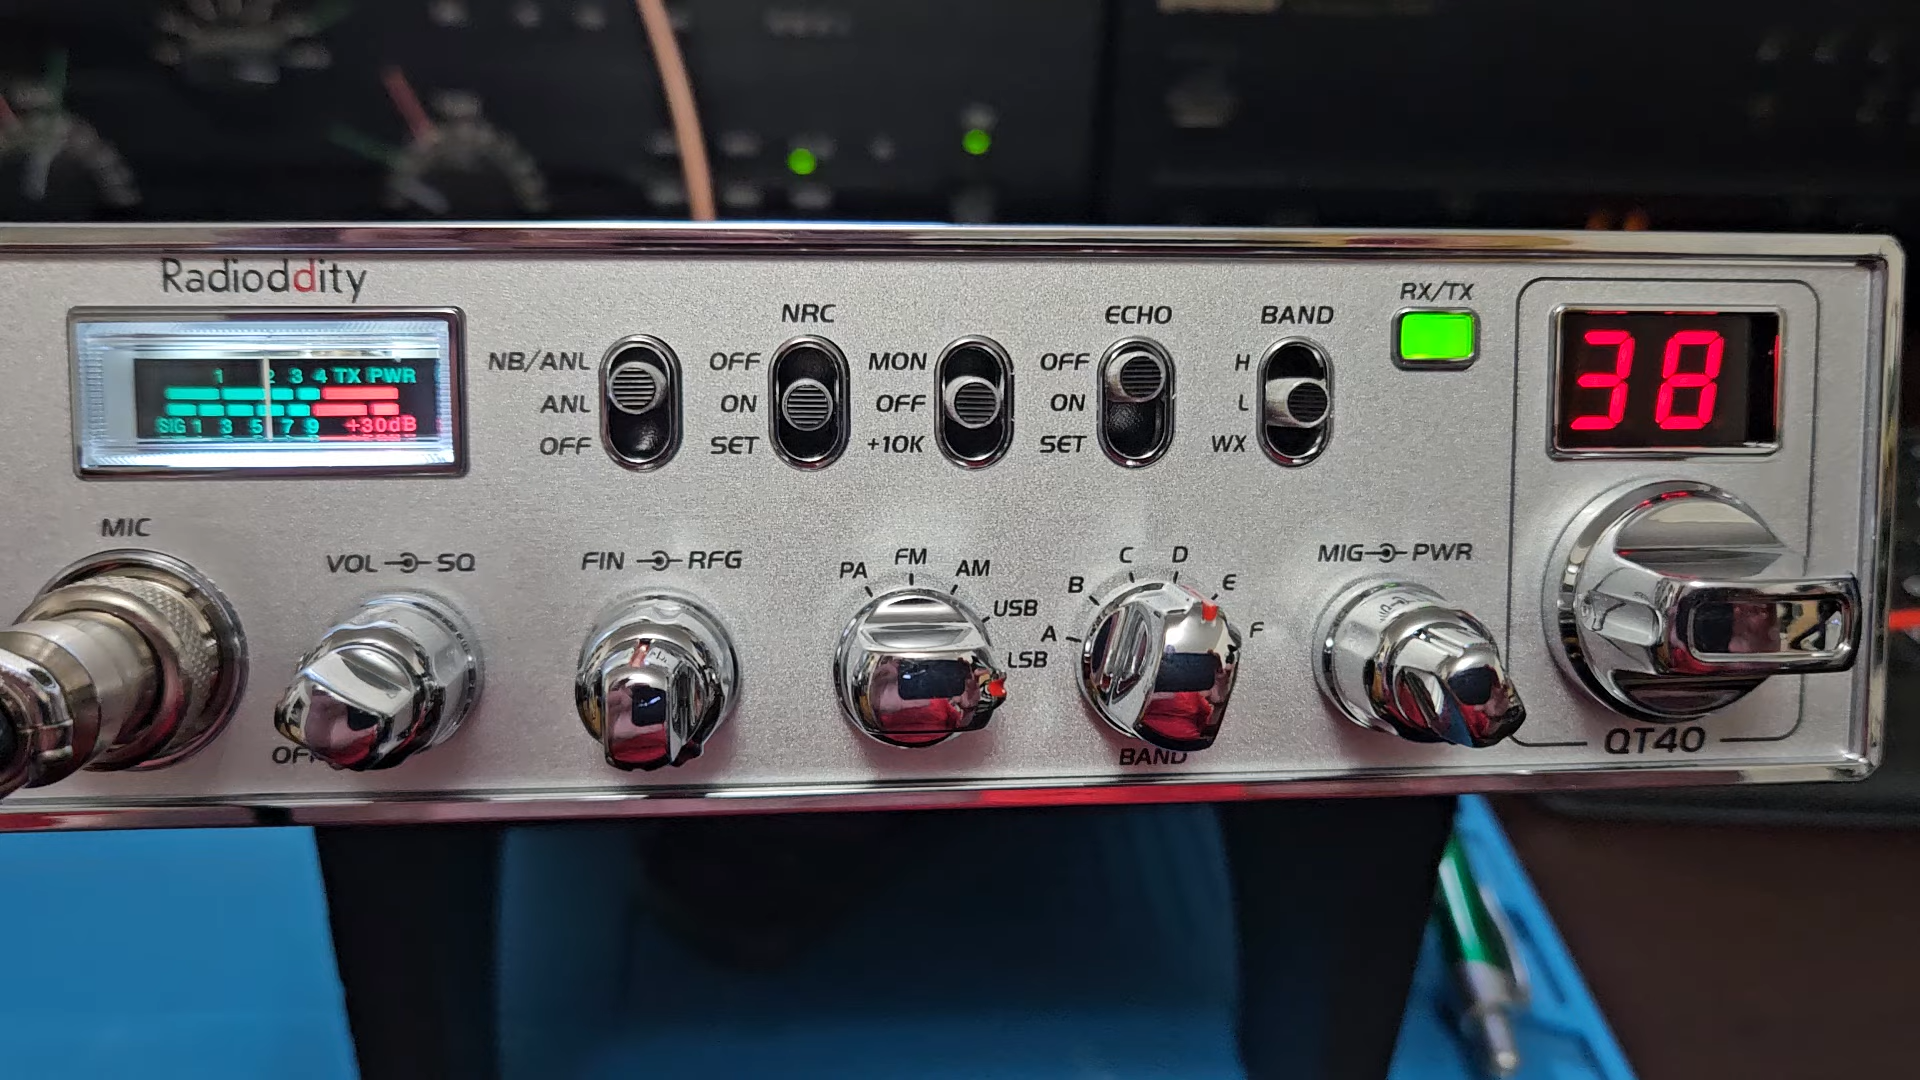 Radioddity
1 2 3 4 TX PWR
SIG 1 3 5 7 9 +30dB
NB/ANL
ANL
OFF
NRC
OFF
ON
SET
MON
OFF
+10K
ECHO
OFF
ON
SET
BAND
H
L
WX
RX/TX
38
MIC
VOL SQ
OFF
FIN RFG
PA FM AM
USB
LSB
A B C D E F
BAND
MIG PWR
QT40